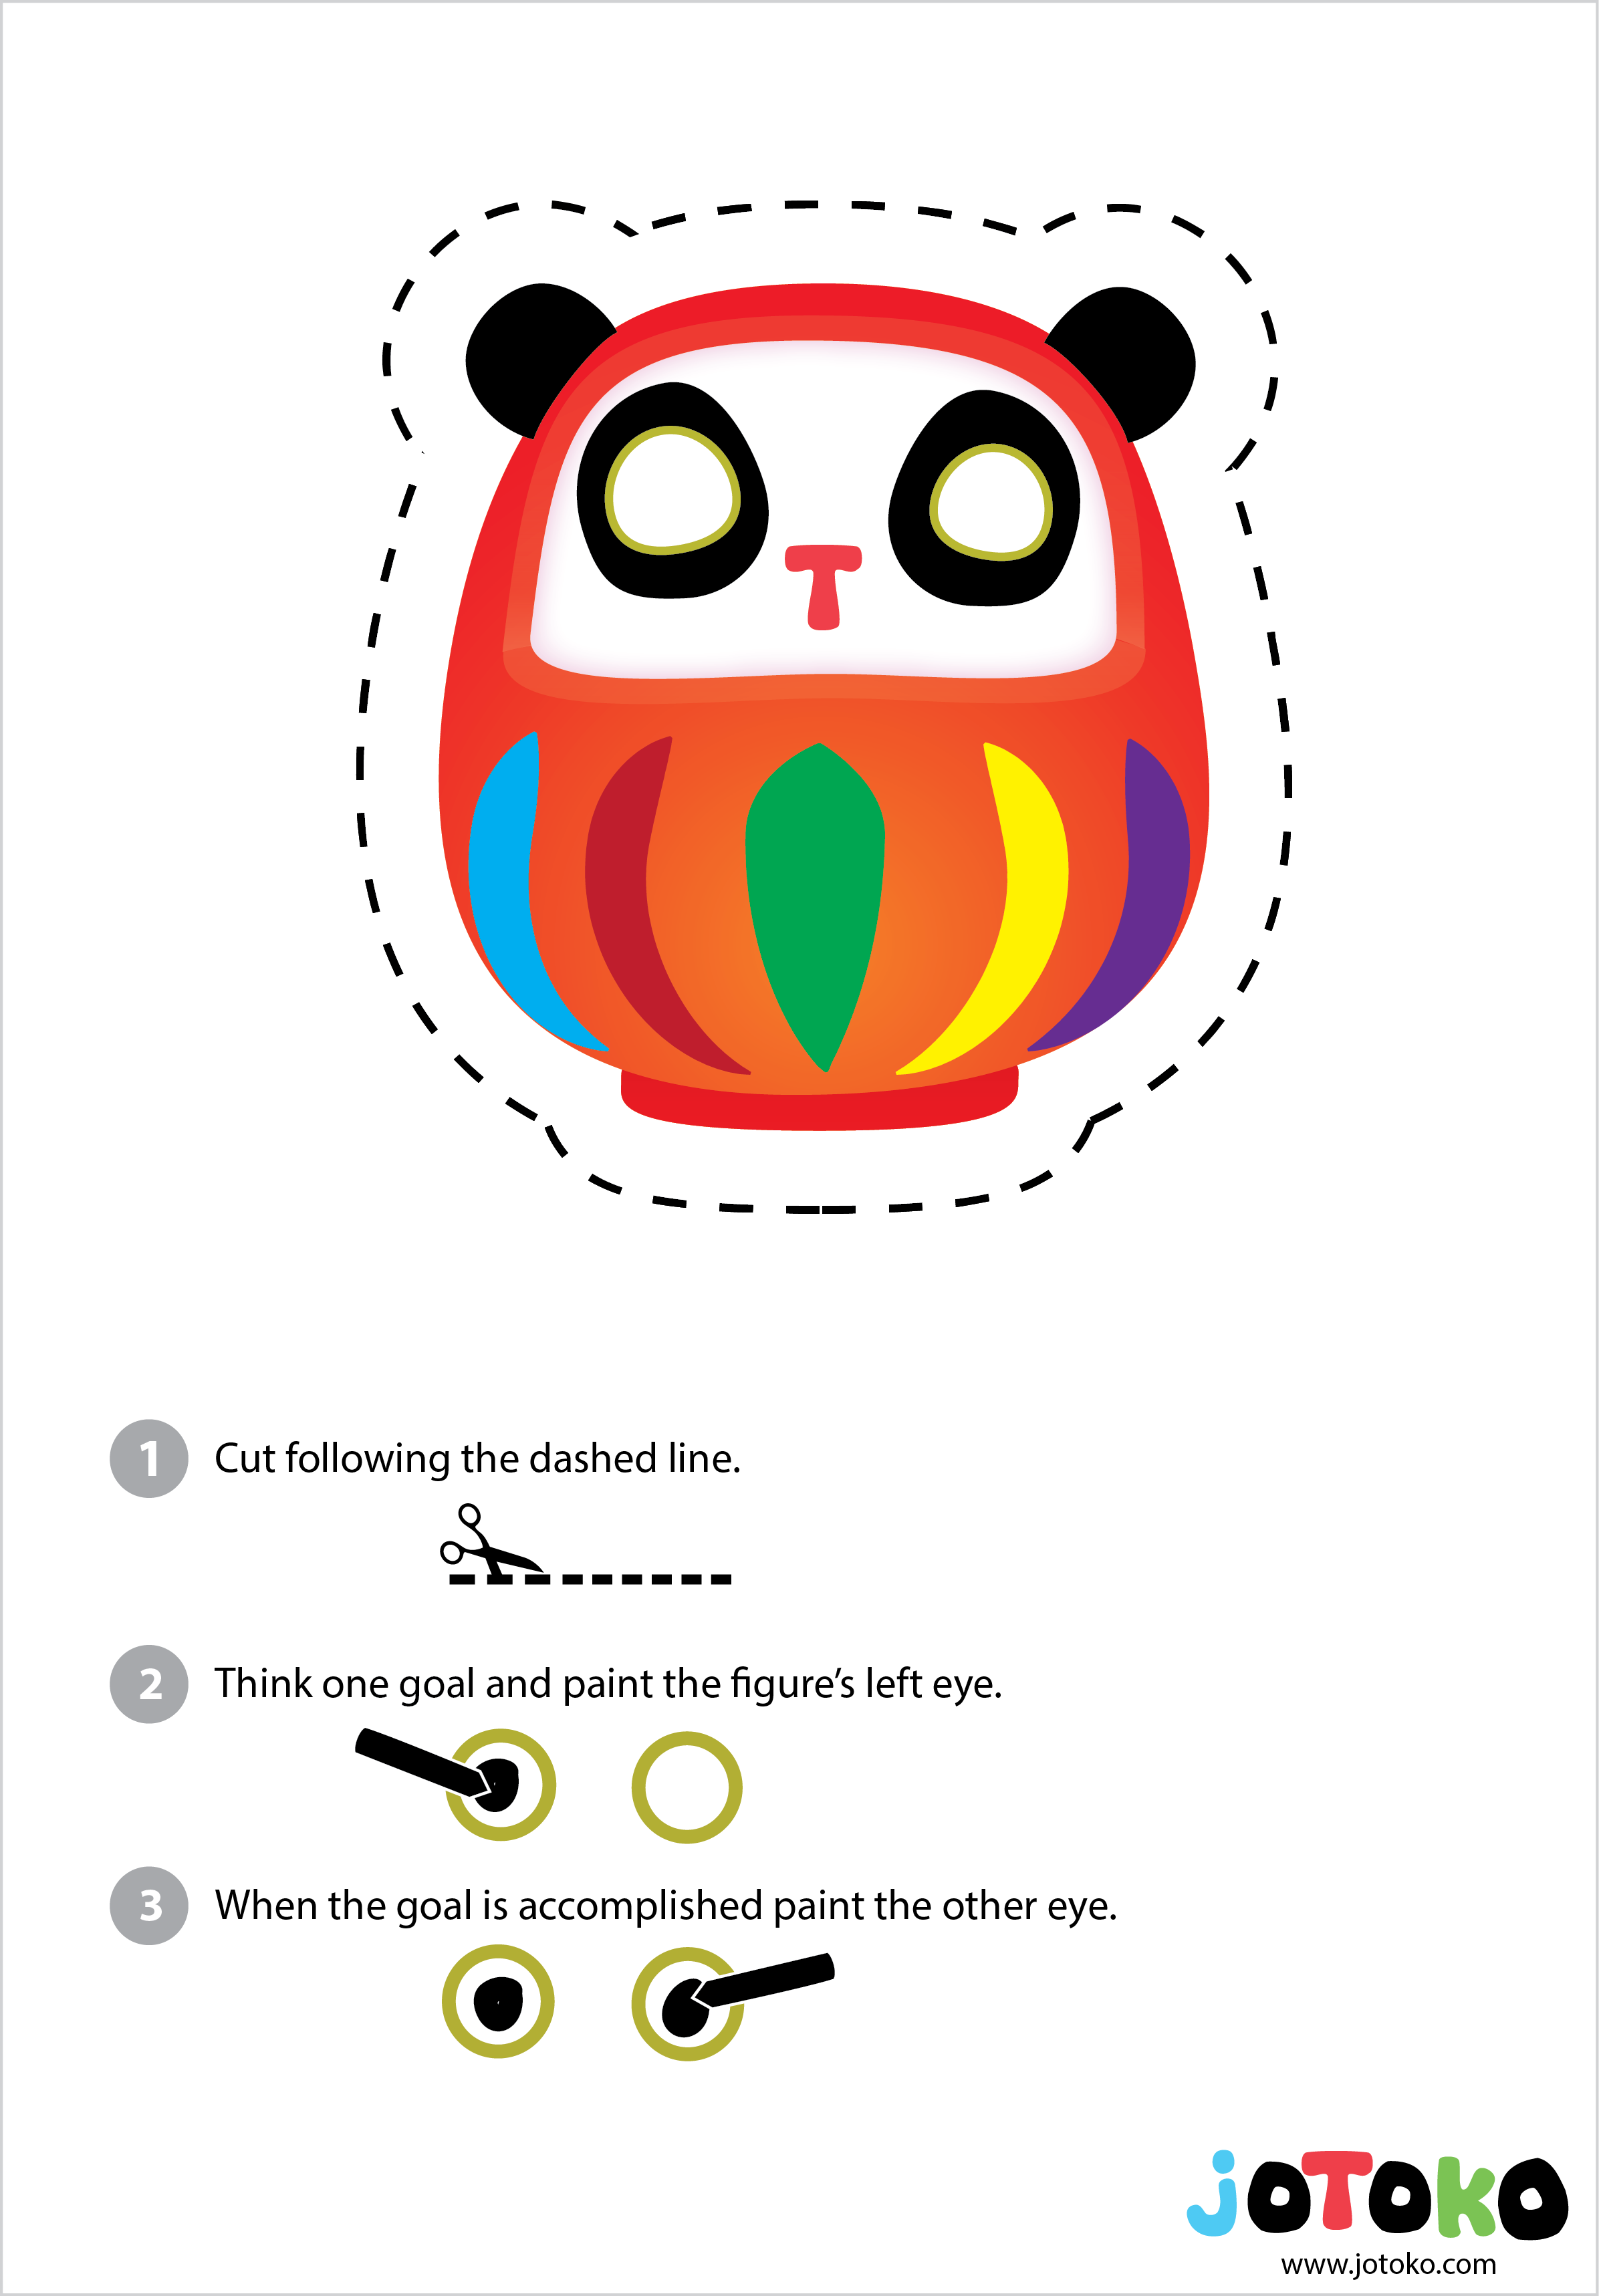 T
1 Cut following the dashed line.
2 Think one goal and paint the figure’s left eye.
3 When the goal is accomplished paint the other eye.
joToko
www.jotoko.com